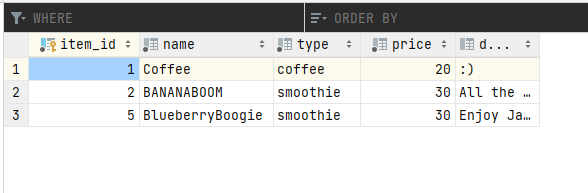 WHERE ORDER BY
item_id name type price d...
1 1 Coffee coffee 20 :)
2 2 BANANABOOM smoothie 30 All the …
3 5 BlueberryBoogie smoothie 30 Enjoy Ja…